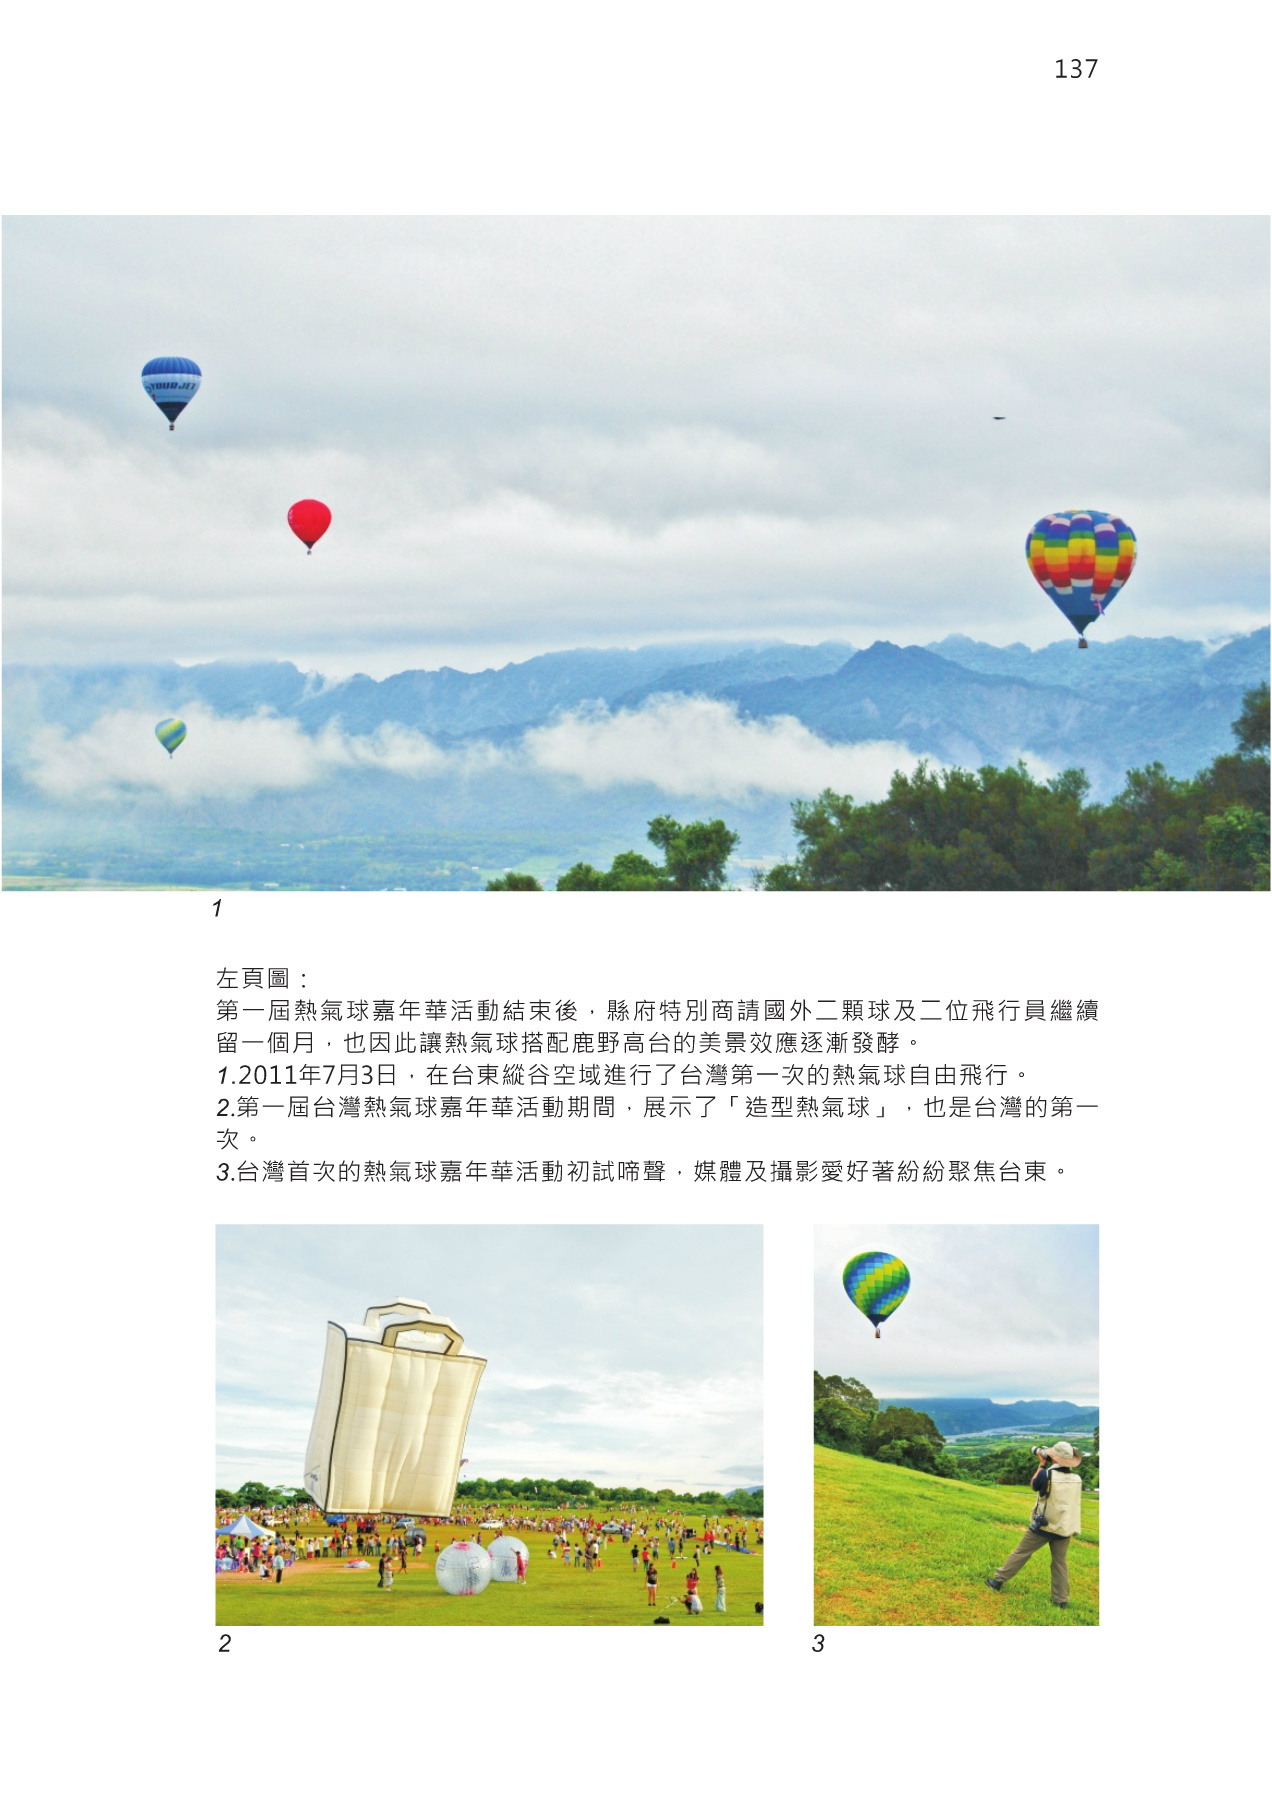 137
YOURJET
1
左頁圖：
第一屆熱氣球嘉年華活動結束後，縣府特別商請國外二顆球及二位飛行員繼續
留一個月，也因此讓熱氣球搭配鹿野高台的美景效應逐漸發酵。
1.2011年7月3日，在台東縱谷空域進行了台灣第一次的熱氣球自由飛行。
2.第一屆台灣熱氣球嘉年華活動期間，展示了「造型熱氣球」，也是台灣的第一
次。
3.台灣首次的熱氣球嘉年華活動初試啼聲，媒體及攝影愛好著紛紛聚焦台東。
2
3